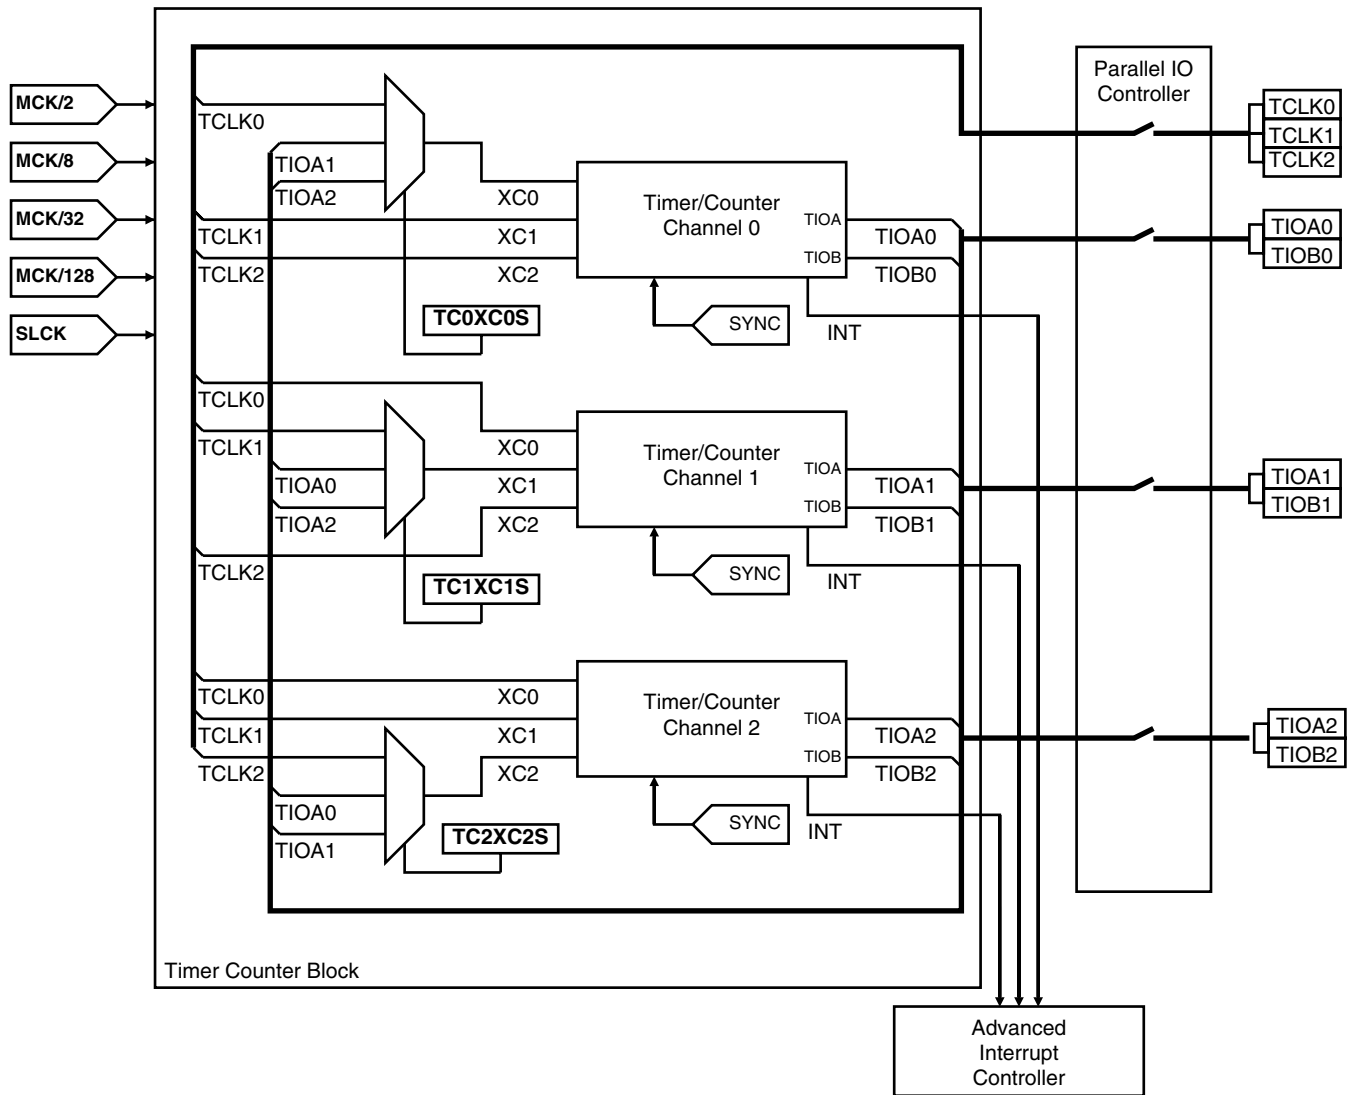 Parallel IO
Controller
MCK/2
MCK/8
MCK/32
MCK/128
SLCK
TCLK0
TIOA1
TIOA2
TCLK1
TCLK2
XC0
XC1
XC2
Timer/Counter
Channel 0
TIOA
TIOB
TIOA0
TIOB0
TC0XC0S
SYNC
INT
TCLK0
TCLK1
TIOA0
TIOA2
TCLK2
XC0
XC1
XC2
Timer/Counter
Channel 1
TIOA
TIOB
TIOA1
TIOB1
TC1XC1S
SYNC
INT
TCLK0
TCLK1
TCLK2
TIOA0
TIOA1
XC0
XC1
XC2
Timer/Counter
Channel 2
TIOA
TIOB
TIOA2
TIOB2
TC2XC2S
SYNC
INT
TCLK0
TCLK1
TCLK2
TIOA0
TIOB0
TIOA1
TIOB1
TIOA2
TIOB2
Timer Counter Block
Advanced
Interrupt
Controller